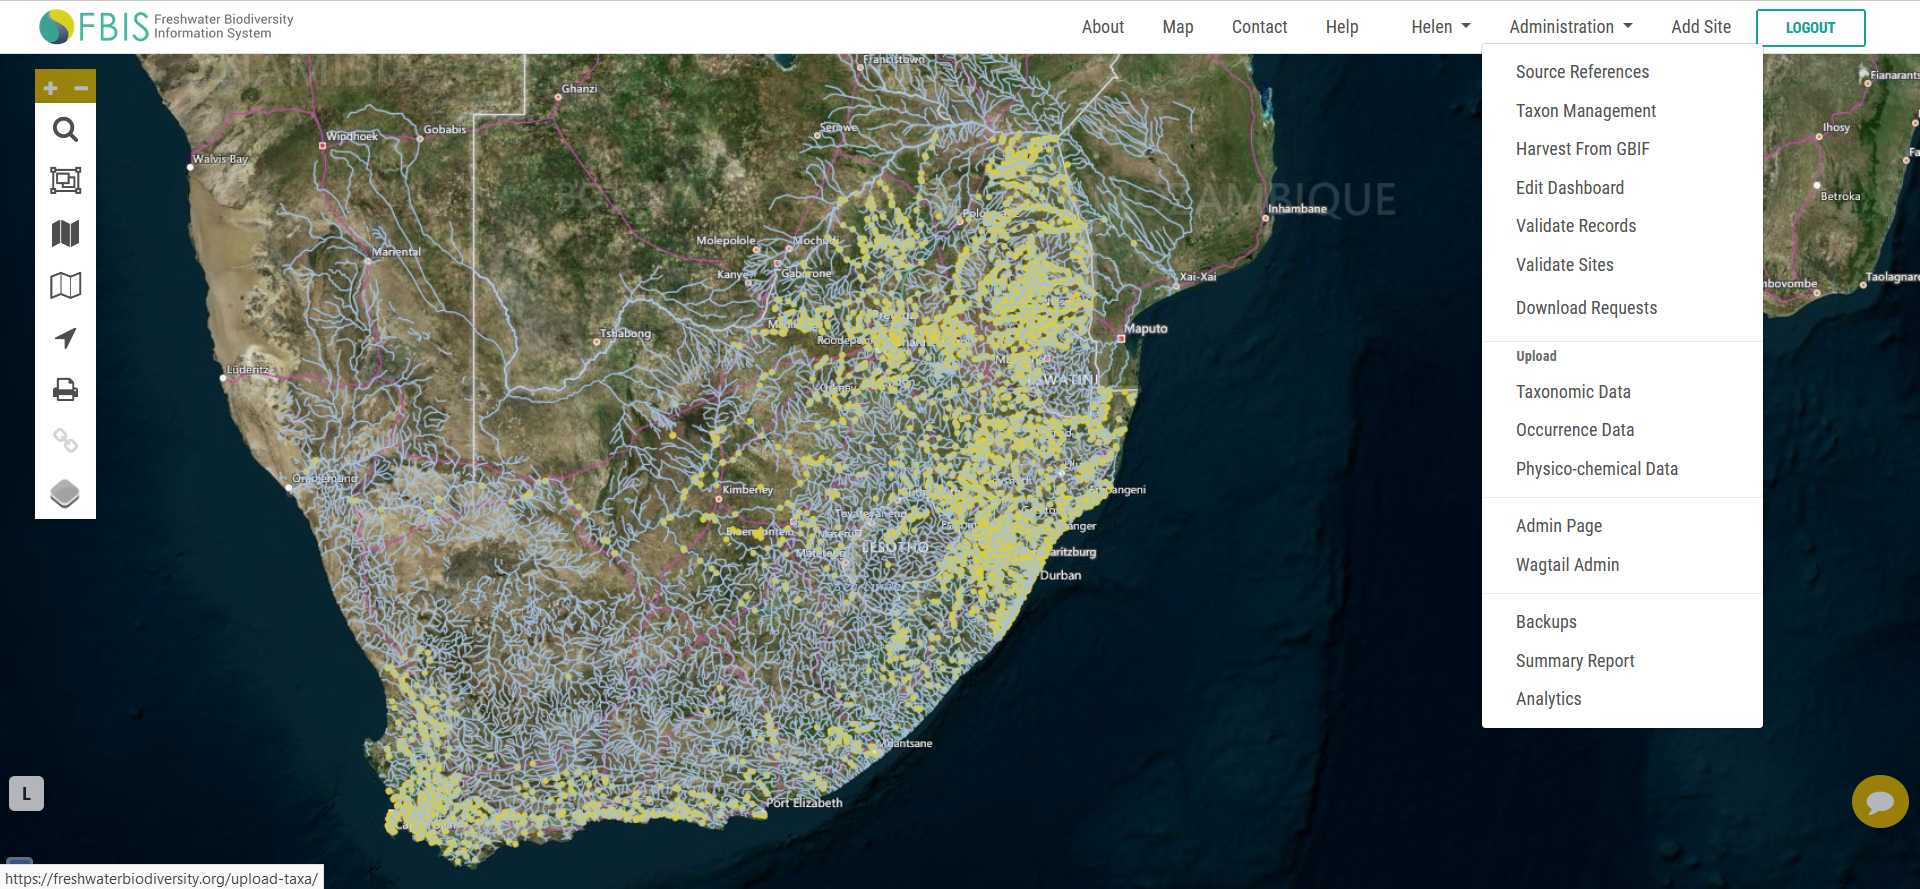 FBIS Freshwater Biodiversity
Information System
About
Map
Contact
Help
Helen
Administration
Add Site
LOGOUT
Source References
Taxon Management
Harvest From GBIF
Edit Dashboard
Validate Records
Validate Sites
Download Requests
Upload
Taxonomic Data
Occurrence Data
Physico-chemical Data
Admin Page
Wagtail Admin
Backups
Summary Report
Analytics
Francistown
Ghanzi
Windhoek
Gobabis
Serowe
Walvis Bay
Inhambane
Molepolole
Mochudi
Mariental
Kanye
Gaborone
Xai-Xai
Tshabong
Maputo
Lüderitz
Oranjemund
Kimberley
Bloemfontein
Maseru
Mafeteng
LESOTHO
Durban
Port Elizabeth
Ihosy
Betroka
L
https://freshwaterbiodiversity.org/upload-taxa/